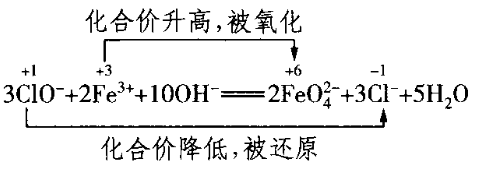 化合价升高,被氧化
+1 +3 +6 -1
3ClO⁻+2Fe³⁺+10OH⁻══2FeO₄²⁻+3Cl⁻+5H₂O
化合价降低,被还原